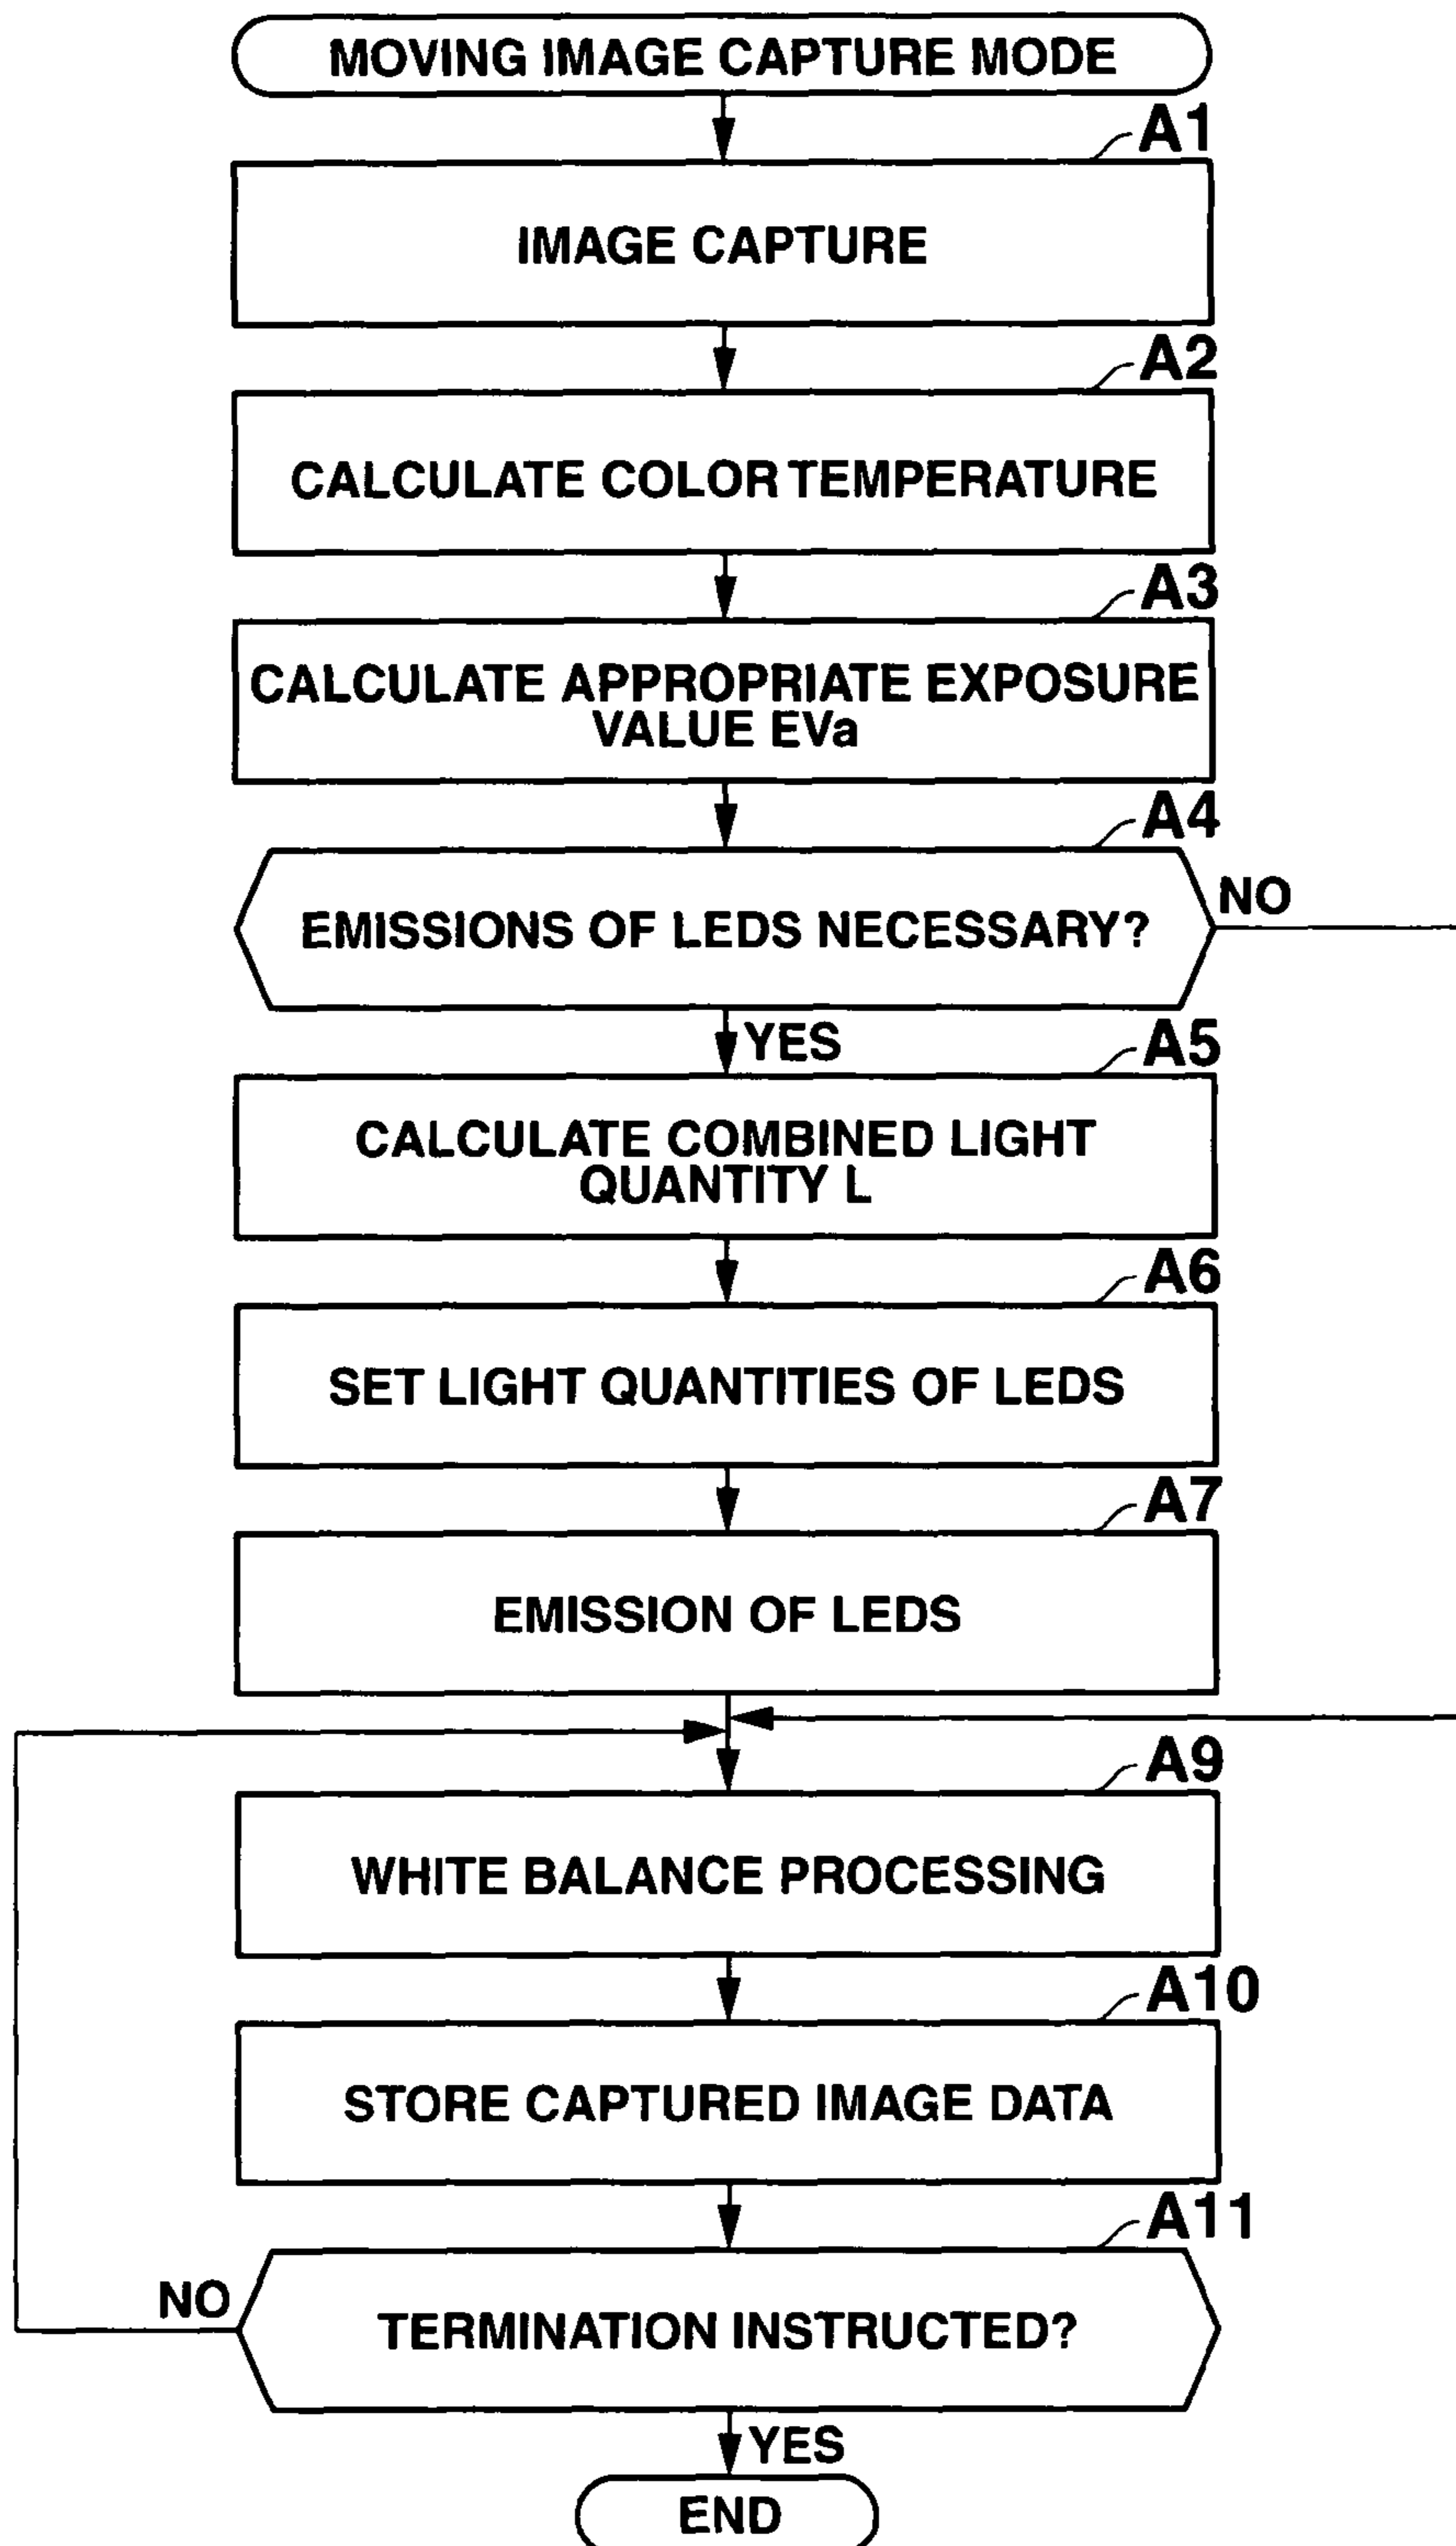 MOVING IMAGE CAPTURE MODE
A1
IMAGE CAPTURE
A2
CALCULATE COLOR TEMPERATURE
A3
CALCULATE APPROPRIATE EXPOSURE
VALUE EVa
A4
EMISSIONS OF LEDS NECESSARY?
NO
YES
A5
CALCULATE COMBINED LIGHT
QUANTITY L
A6
SET LIGHT QUANTITIES OF LEDS
A7
EMISSION OF LEDS
A9
WHITE BALANCE PROCESSING
A10
STORE CAPTURED IMAGE DATA
A11
NO
TERMINATION INSTRUCTED?
YES
END